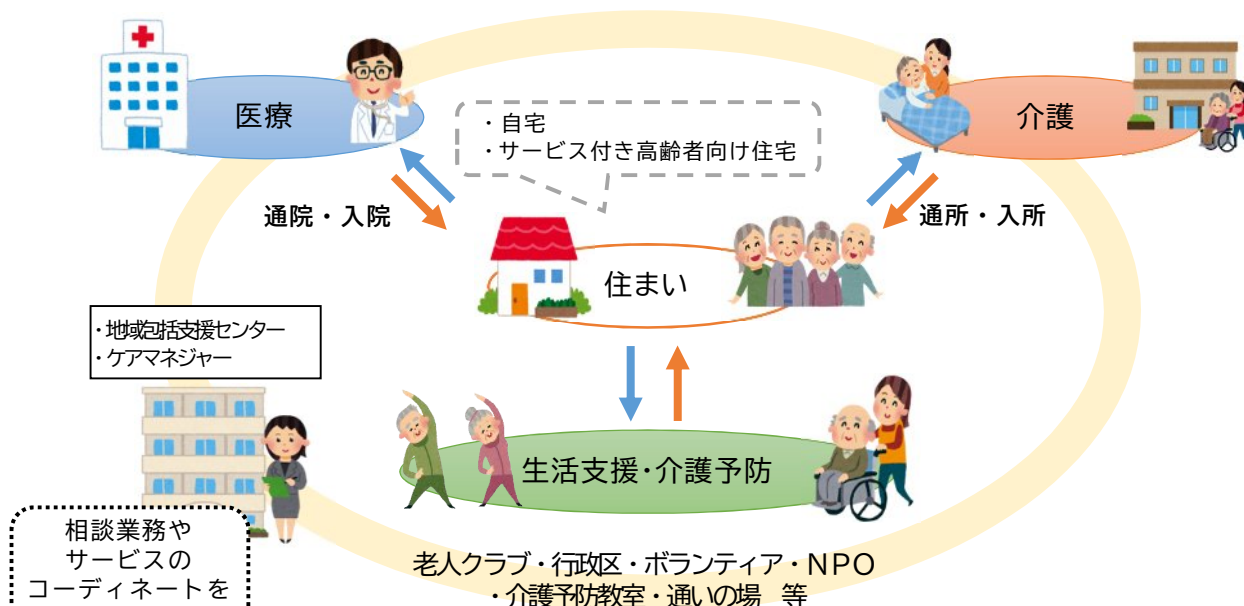 医療
介護
・自宅
・サービス付き高齢者向け住宅
通院・入院
通所・入所
住まい
・地域包括支援センター
・ケアマネジャー
生活支援・介護予防
相談業務や
サービスの
コーディネートを
老人クラブ・行政区・ボランティア・NPO
・介護予防教室・通いの場 等